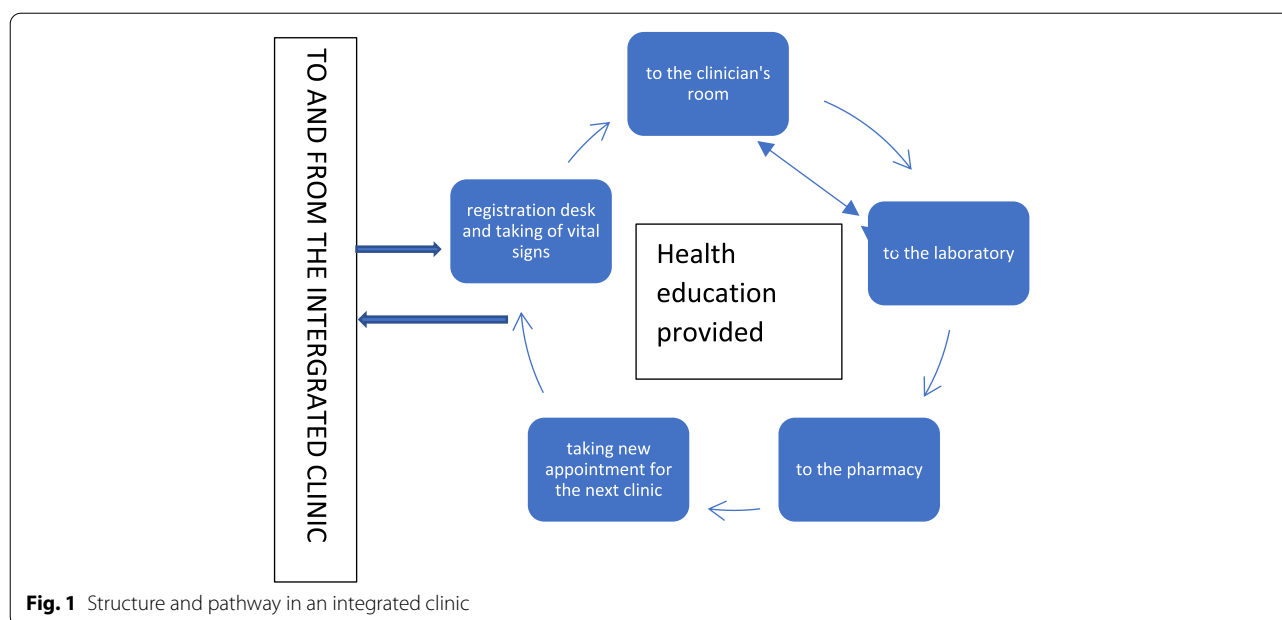 TO AND FROM THE INTERGRATED CLINIC
to the clinician's
room
registration desk
and taking of vital
signs
to the laboratory
Health
education
provided
taking new
appointment for
the next clinic
to the pharmacy
Fig. 1 Structure and pathway in an integrated clinic